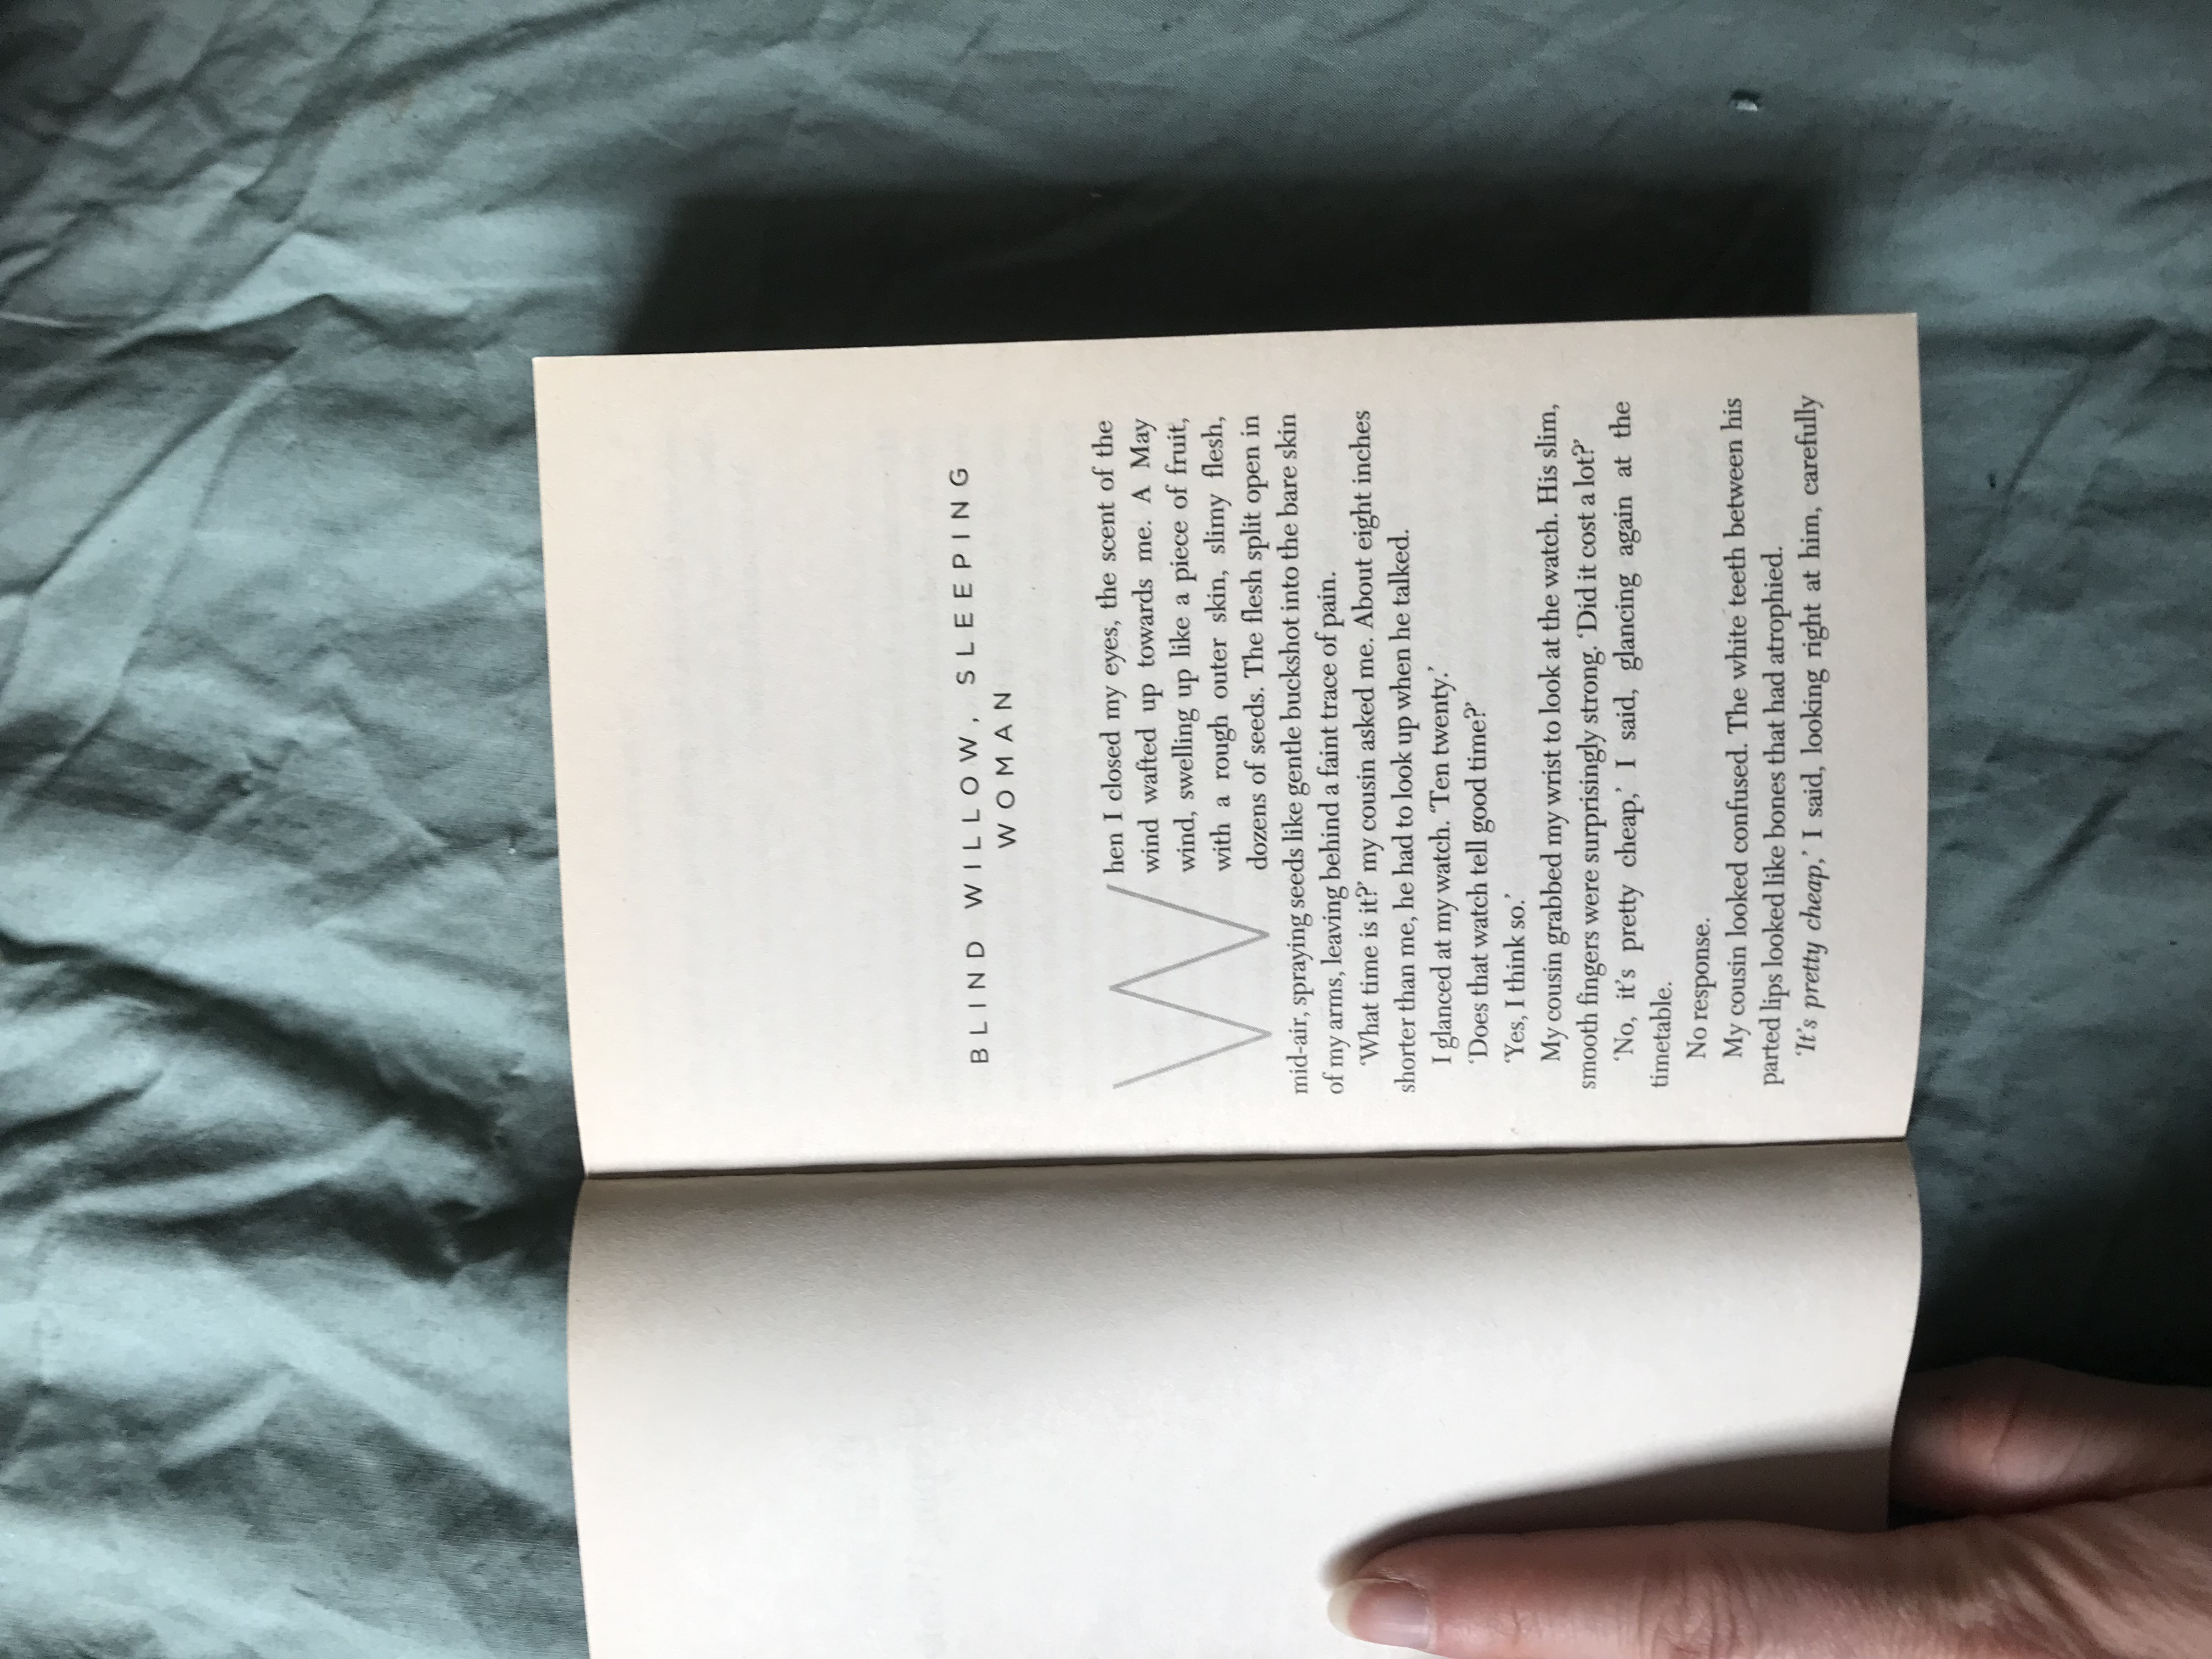 BLIND WILLOW, SLEEPING
WOMAN
When I closed my eyes, the scent of the
wind wafted up towards me. A May
wind, swelling up like a piece of fruit,
with a rough outer skin, slimy flesh,
dozens of seeds. The flesh split open in
mid-air, spraying seeds like gentle buckshot into the bare skin
of my arms, leaving behind a faint trace of pain.
‘What time is it?’ my cousin asked me. About eight inches
shorter than me, he had to look up when he talked.
I glanced at my watch. ‘Ten twenty.’
‘Does that watch tell good time?’
‘Yes, I think so.’
My cousin grabbed my wrist to look at the watch. His slim,
smooth fingers were surprisingly strong. ‘Did it cost a lot?’
‘No, it’s pretty cheap,’ I said, glancing again at the
timetable.
No response.
My cousin looked confused. The white teeth between his
parted lips looked like bones that had atrophied.
‘It’s pretty cheap,’ I said, looking right at him, carefully